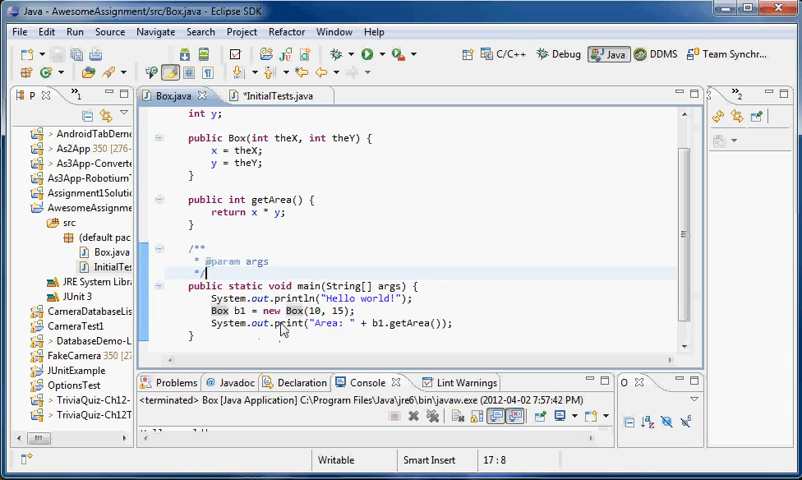 Java - AwesomeAssignment/src/Box.java - Eclipse SDK
File Edit Run Source Navigate Search Project Refactor Window Help
C/C++ Debug Java DDMS Team Synchr...
P »1 Box.java *InitialTests.java »2
int y;
public Box(int theX, int theY) {
x = theX;
y = theY;
}
public int getArea() {
return x * y;
}
/**
* @param args
*/
public static void main(String[] args) {
System.out.println("Hello world!");
Box b1 = new Box(10, 15);
System.out.print("Area: " + b1.getArea());
}
AndroidTabDemo
As2App 350 [276-
As3App-Converte
As3App-Robotium
Assignment1Solutio
AwesomeAssignme
src
(default pac
Box.java
InitialTes
JRE System Librar
JUnit 3
CameraTest1
DatabaseDemo1
FakeCamera 350 [
JUnitExample
OptionsTest
TriviaQuiz-Ch12-
TriviaQuiz-Ch12T
Problems Javadoc Declaration Console Lint Warnings O
<terminated> Box [Java Application] C:\Program Files\Java\jre6\bin\javaw.exe (2012-04-02 7:57:42 PM)
Writable Smart Insert 17 : 8